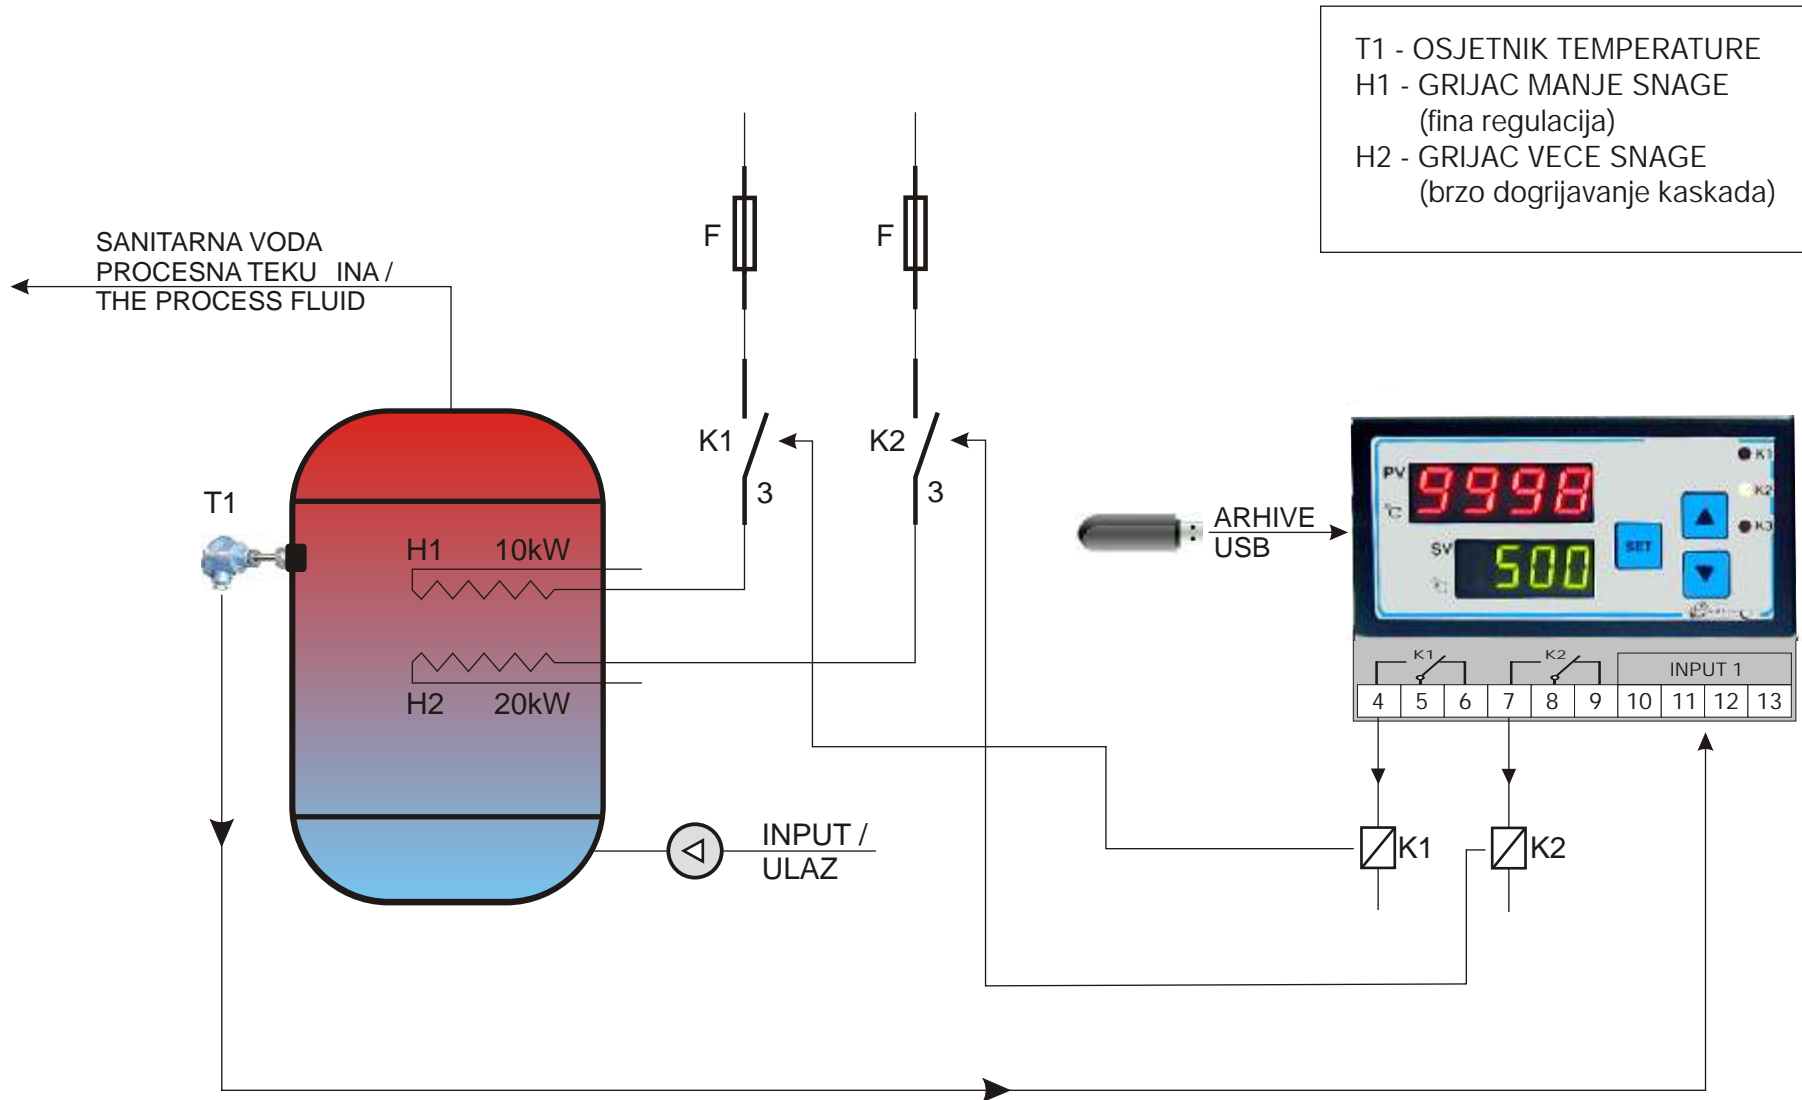 T1 - OSJETNIK TEMPERATURE
H1 - GRIJAC MANJE SNAGE
(fina regulacija)
H2 - GRIJAC VECE SNAGE
(brzo dogrijavanje kaskada)
SANITARNA VODA
PROCESNA TEKU INA /
THE PROCESS FLUID
F
F
K1
3
K2
3
T1
H1 10kW
H2 20kW
INPUT /
ULAZ
ARHIVE
USB
PV
9998
°C
SV
500
°C
SET
K1
K2
K3
K1
K2
INPUT 1
4 5 6 7 8 9 10 11 12 13
K1
K2